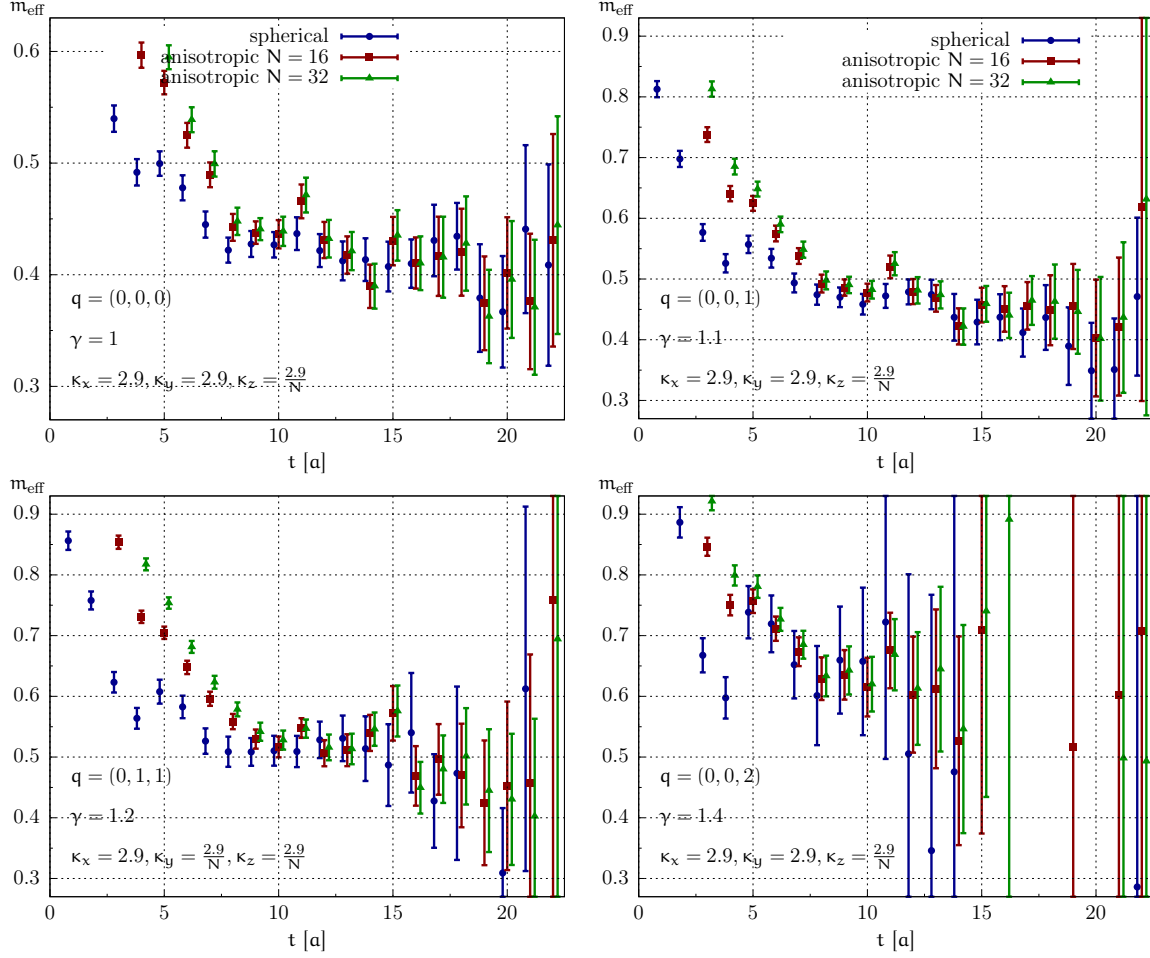 m_eff
0.6
0.5
0.4
0.3
spherical
anisotropic N = 16
anisotropic N = 32
q = (0, 0, 0)
γ = 1
κ_x = 2.9, κ_y = 2.9, κ_z = 2.9/N
0 5 10 15 20
t [a]
m_eff
0.9
0.8
0.7
0.6
0.5
0.4
0.3
spherical
anisotropic N = 16
anisotropic N = 32
q = (0, 0, 1)
γ = 1.1
κ_x = 2.9, κ_y = 2.9, κ_z = 2.9/N
0 5 10 15 20
t [a]
m_eff
0.9
0.8
0.7
0.6
0.5
0.4
0.3
q = (0, 1, 1)
γ = 1.2
κ_x = 2.9, κ_y = 2.9/N, κ_z = 2.9/N
0 5 10 15 20
t [a]
m_eff
0.9
0.8
0.7
0.6
0.5
0.4
0.3
q = (0, 0, 2)
γ = 1.4
κ_x = 2.9, κ_y = 2.9, κ_z = 2.9/N
0 5 10 15 20
t [a]